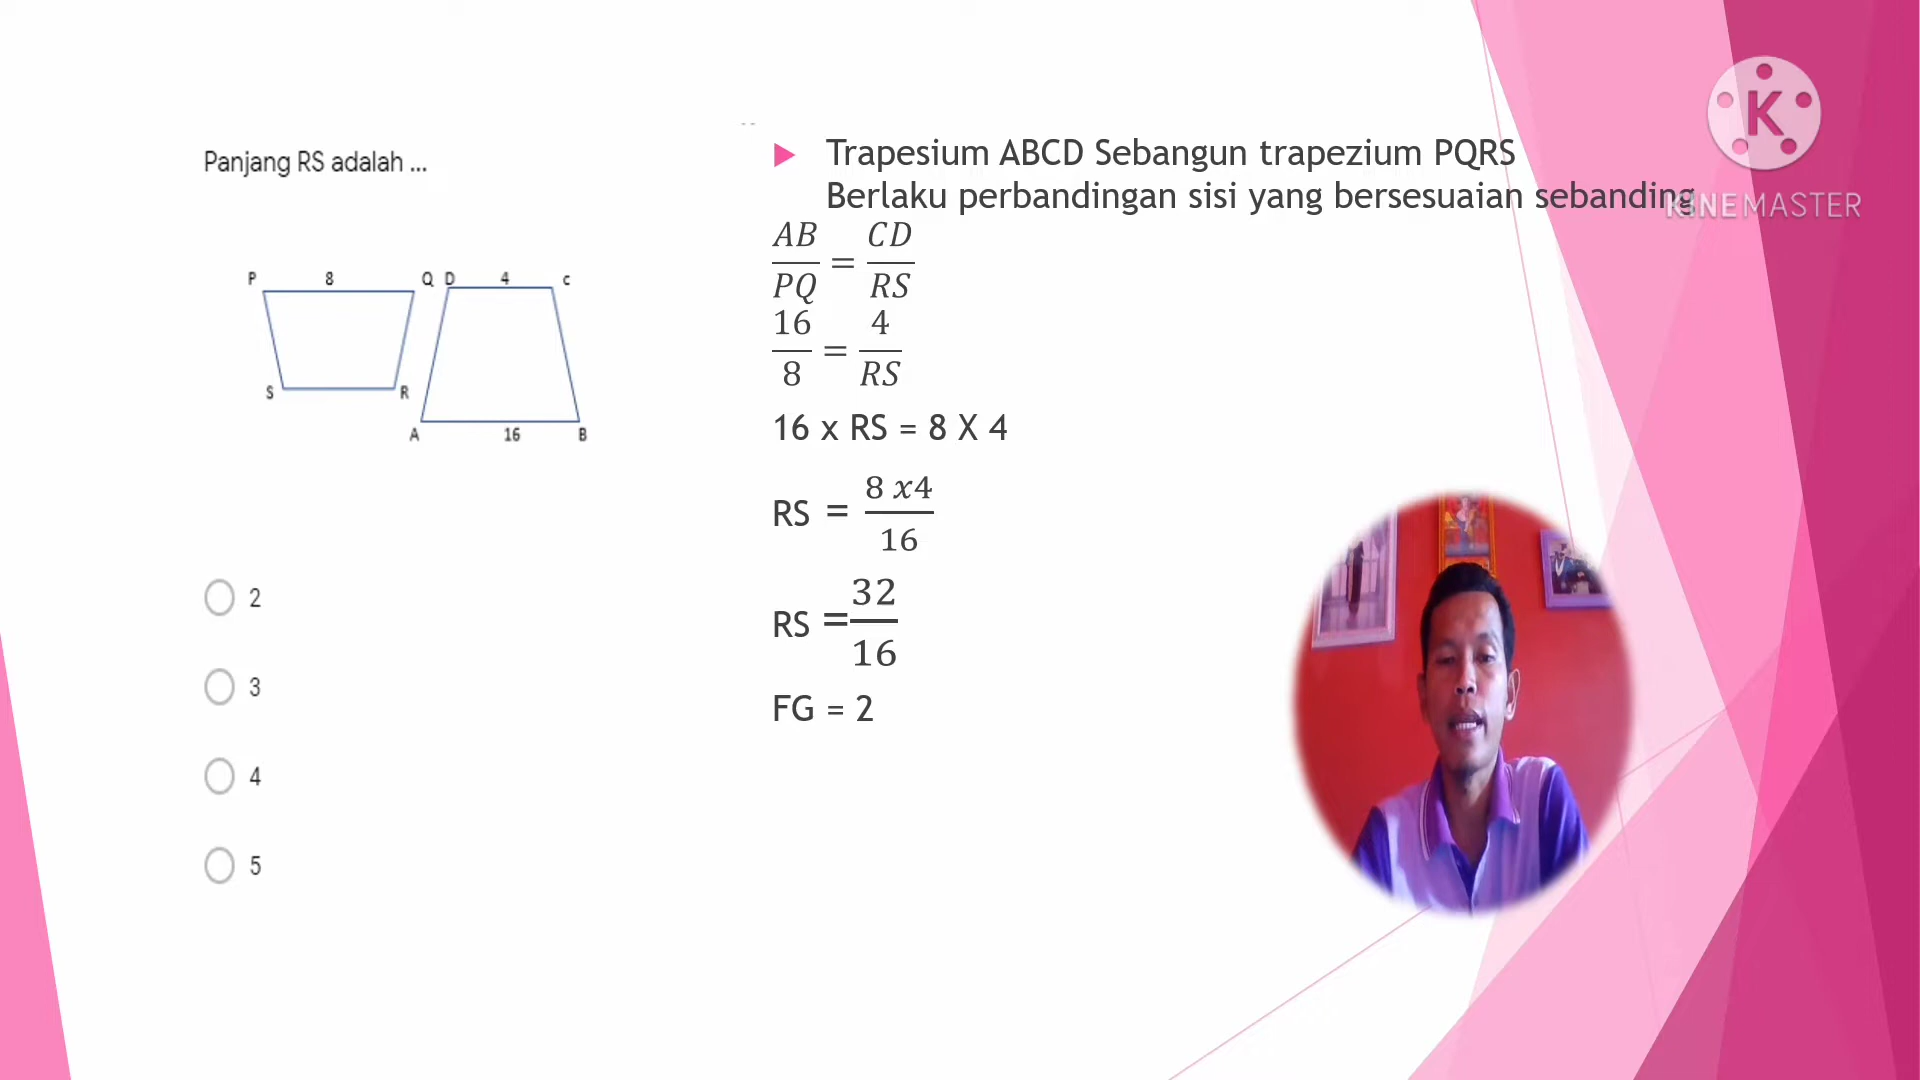 Panjang RS adalah ...
P 8 Q D 4 c
S R
A 16 B
2
3
4
5
Trapesium ABCD Sebangun trapezium PQRS
Berlaku perbandingan sisi yang bersesuaian sebanding
AB/PQ = CD/RS
16/8 = 4/RS
16 x RS = 8 X 4
RS = 8 x4/16
RS =32/16
FG = 2
K
KINEMASTER